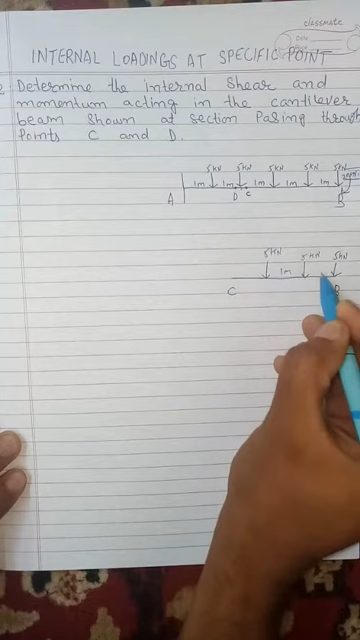 classmate
Date
Page
INTERNAL LOADINGS AT SPECIFIC POINT
Determine the internal Shear and
momentum acting in the cantilever
beam shown at section Pasing through
Points C and D.
5kN 5kN 5kN 5kN 5kN
1m 1m 1m 1m 1m
A D C B
5kN 5kN 5kN
1m
C B